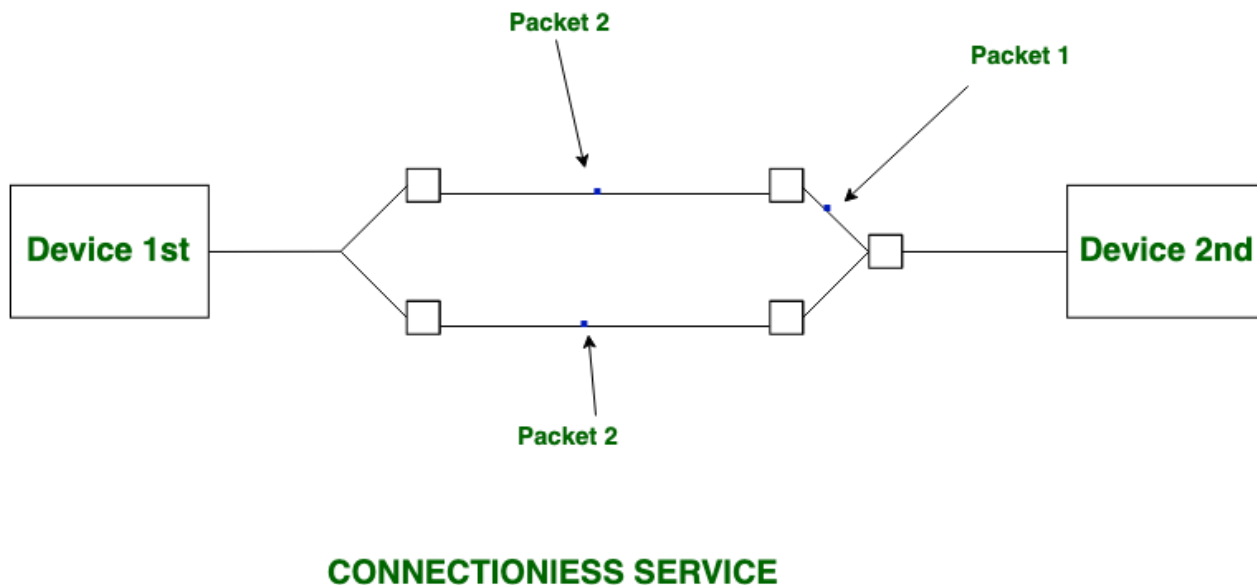 Packet 2
Packet 1
Device 1st
Device 2nd
Packet 2
CONNECTIONIESS SERVICE